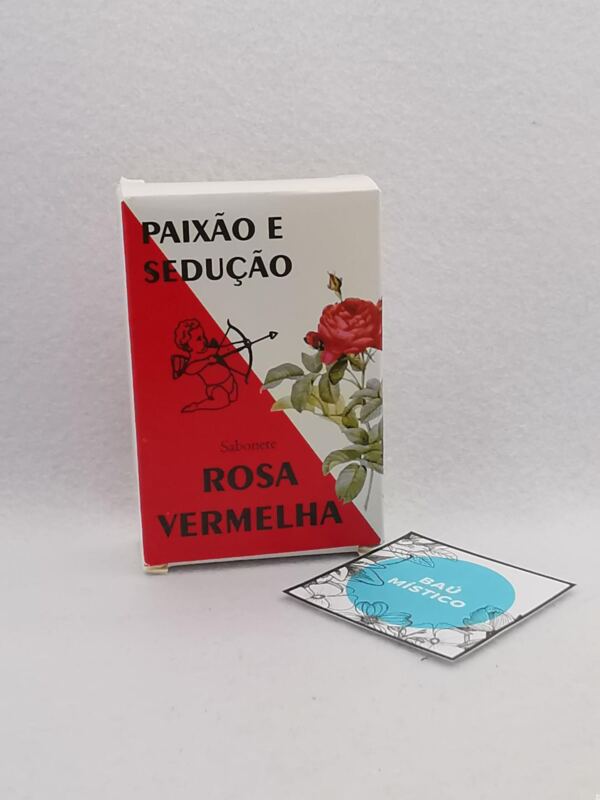 PAIXÃO E
SEDUÇÃO
Sabonete
ROSA
VERMELHA
BAÚ
MÍSTICO